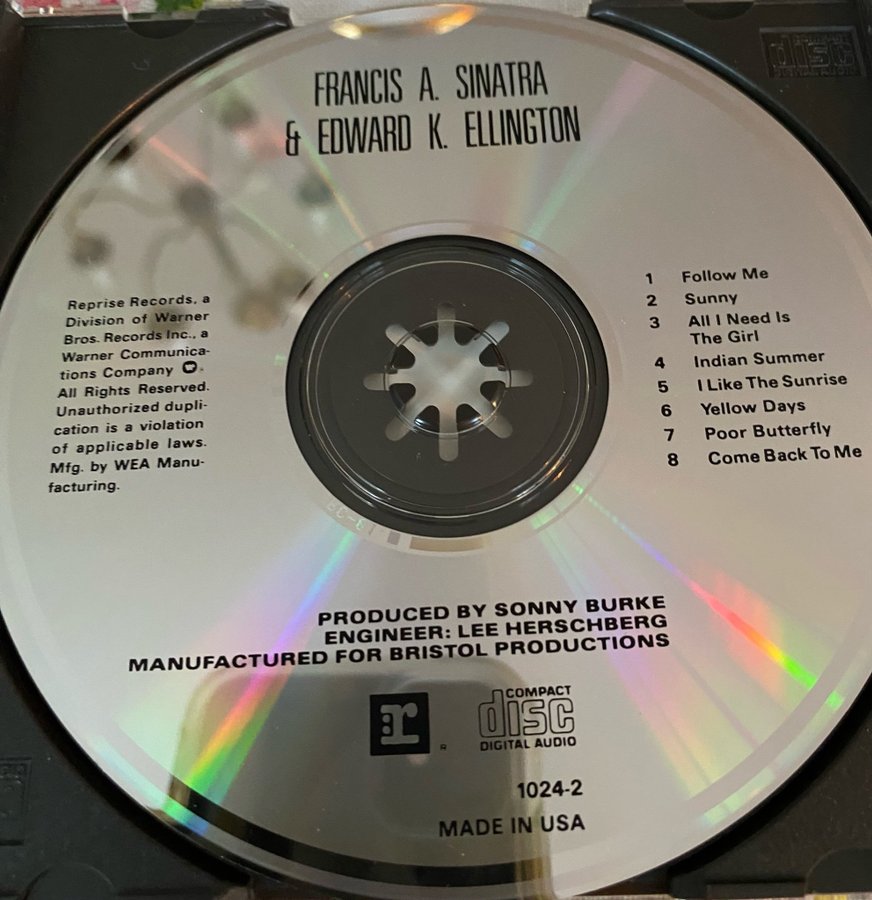 FRANCIS A. SINATRA
& EDWARD K. ELLINGTON
Reprise Records, a
Division of Warner
Bros. Records Inc., a
Warner Communica-
tions Company
All Rights Reserved.
Unauthorized dupli-
cation is a violation
of applicable laws.
Mfg. by WEA Manu-
facturing.
1 Follow Me
2 Sunny
3 All I Need Is
The Girl
4 Indian Summer
5 I Like The Sunrise
6 Yellow Days
7 Poor Butterfly
8 Come Back To Me
PRODUCED BY SONNY BURKE
ENGINEER: LEE HERSCHBERG
MANUFACTURED FOR BRISTOL PRODUCTIONS
r
®
COMPACT
disc
DIGITAL AUDIO
1024-2
MADE IN USA
COMPACT
disc
DIGITAL AUDIO